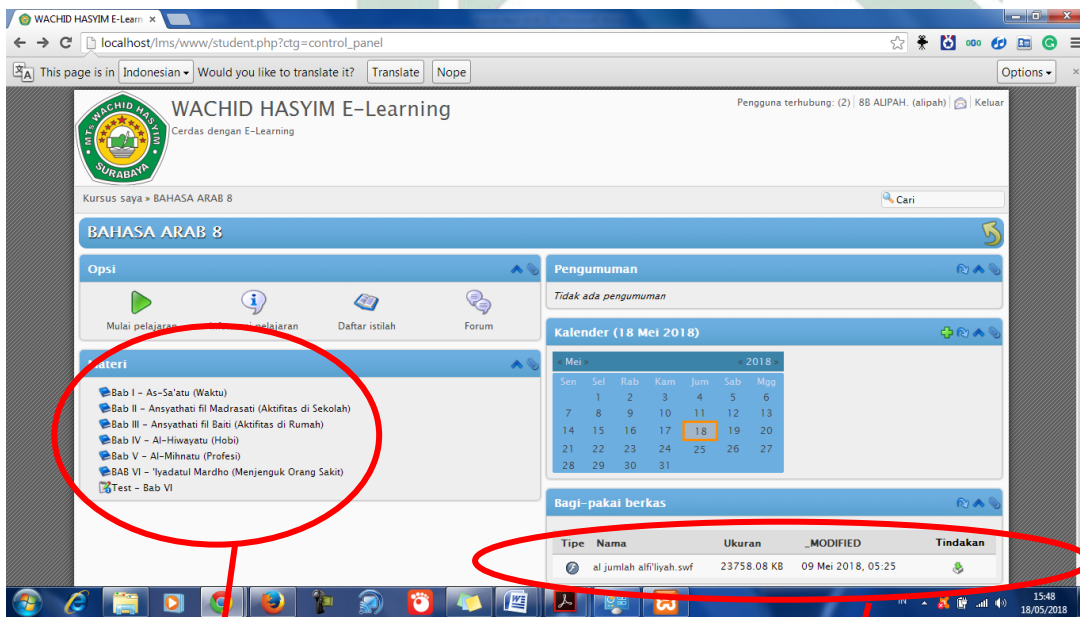 WACHID HASYIM E-Learn
localhost/lms/www/student.php?ctg=control_panel
This page is in Indonesian Would you like to translate it? Translate Nope Options
MTs WACHID HASYIM
SURABAYA
WACHID HASYIM E-Learning
Cerdas dengan E-Learning
Pengguna terhubung: (2) 8B ALIPAH. (alipah) Keluar
Kursus saya » BAHASA ARAB 8
Cari
BAHASA ARAB 8
Opsi
Mulai pelajaran
pelajaran
Daftar istilah
Forum
Materi
Bab I - As-Sa'atu (Waktu)
Bab II - Ansyathati fil Madrasati (Aktifitas di Sekolah)
Bab III - Ansyathati fil Baiti (Aktifitas di Rumah)
Bab IV - Al-Hiwayatu (Hobi)
Bab V - Al-Mihnatu (Profesi)
BAB VI - 'Iyadatul Mardho (Menjenguk Orang Sakit)
Test - Bab VI
Pengumuman
Tidak ada pengumuman
Kalender (18 Mei 2018)
« Mei » « 2018 »
Sen Sel Rab Kam Jum Sab Mgg
1 2 3 4 5 6
7 8 9 10 11 12 13
14 15 16 17 18 19 20
21 22 23 24 25 26 27
28 29 30 31
Bagi-pakai berkas
Tipe Nama Ukuran _MODIFIED Tindakan
al jumlah alfi'liyah.swf 23758.08 KB 09 Mei 2018, 05:25
IN
15:48
18/05/2018